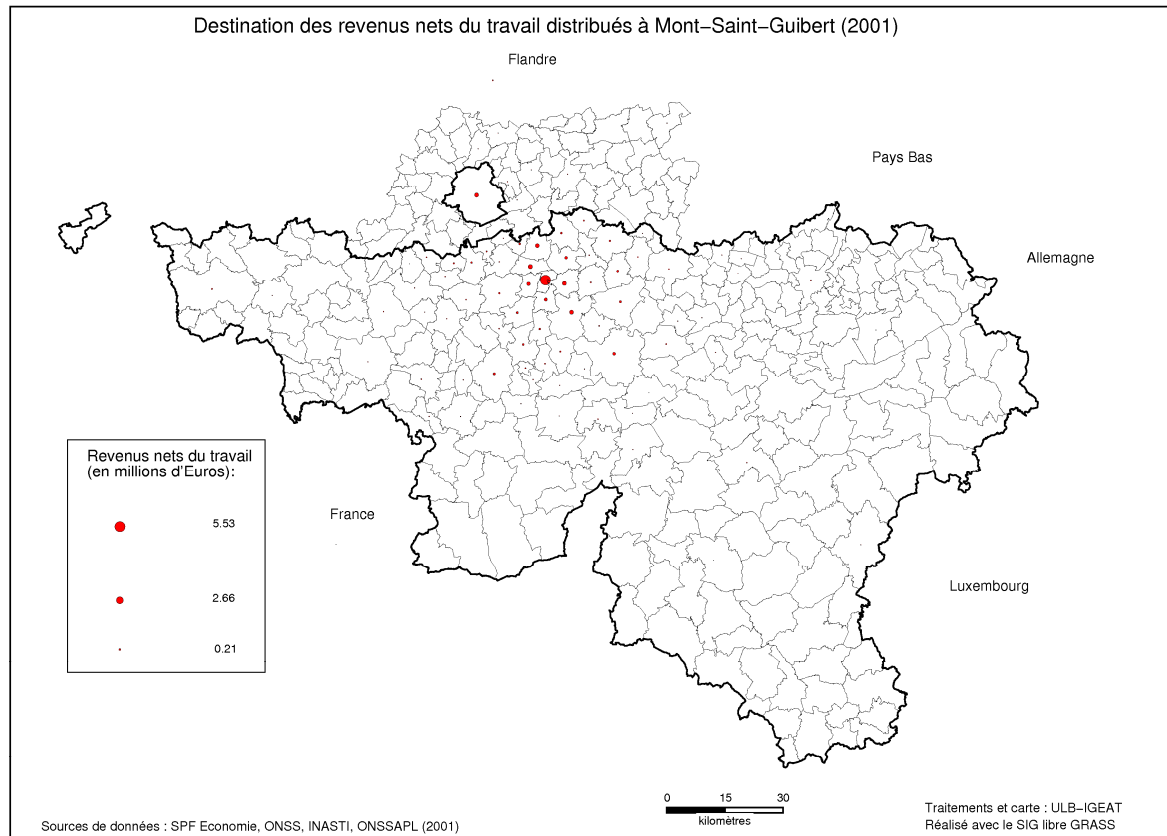 Destination des revenus nets du travail distribués à Mont−Saint−Guibert (2001)
Flandre
Pays Bas
Allemagne
Revenus nets du travail
(en millions d'Euros):
5.53
2.66
0.21
France
Luxembourg
0 15 30
kilomètres
Sources de données : SPF Economie, ONSS, INASTI, ONSSAPL (2001)
Traitements et carte : ULB−IGEAT
Réalisé avec le SIG libre GRASS